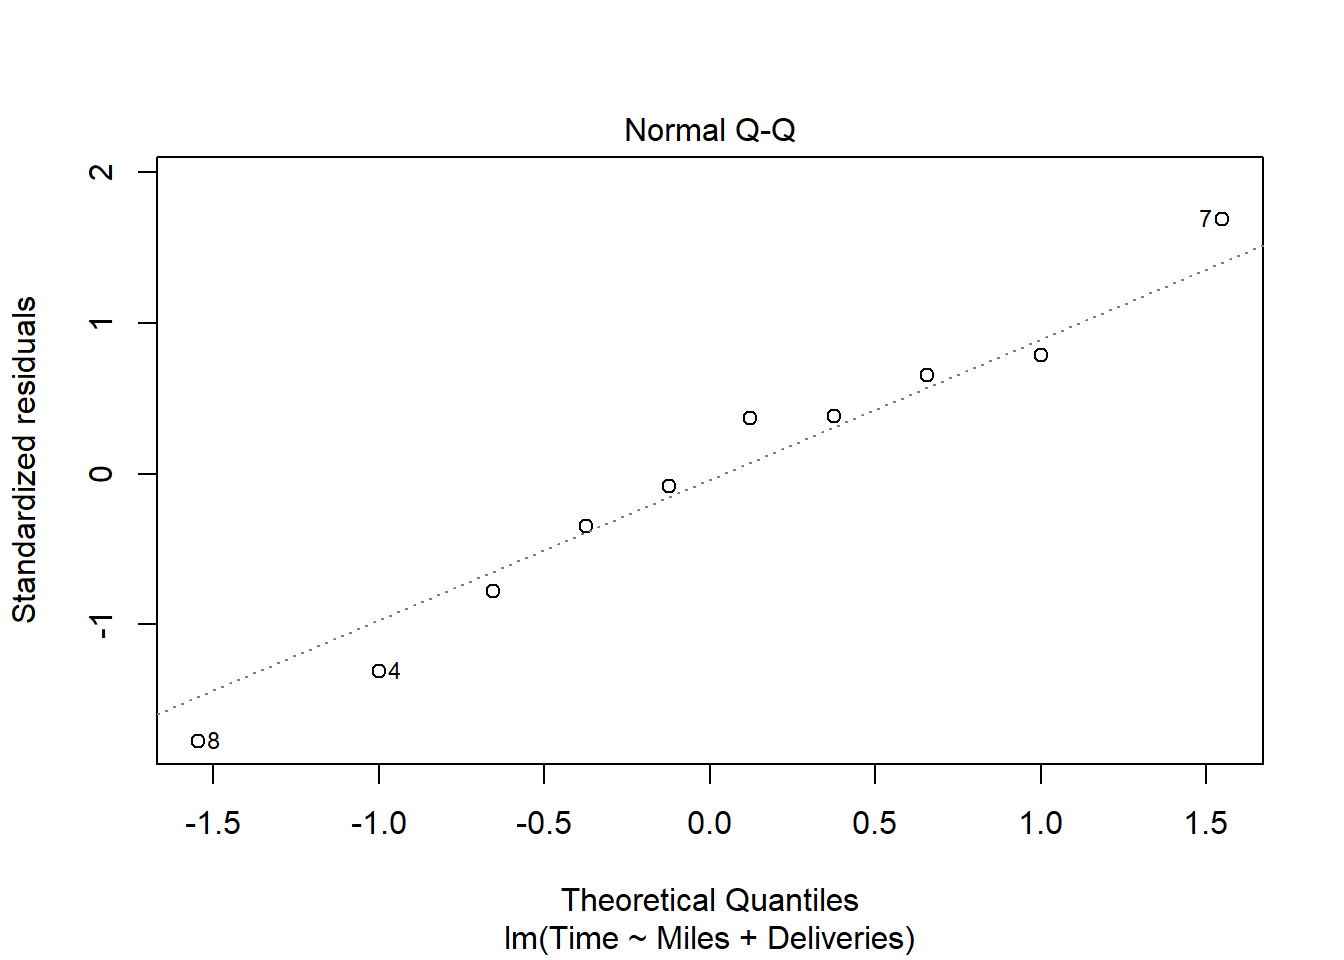 Normal Q-Q
Standardized residuals
2
1
0
-1
7
4
8
-1.5 -1.0 -0.5 0.0 0.5 1.0 1.5
Theoretical Quantiles
lm(Time ~ Miles + Deliveries)